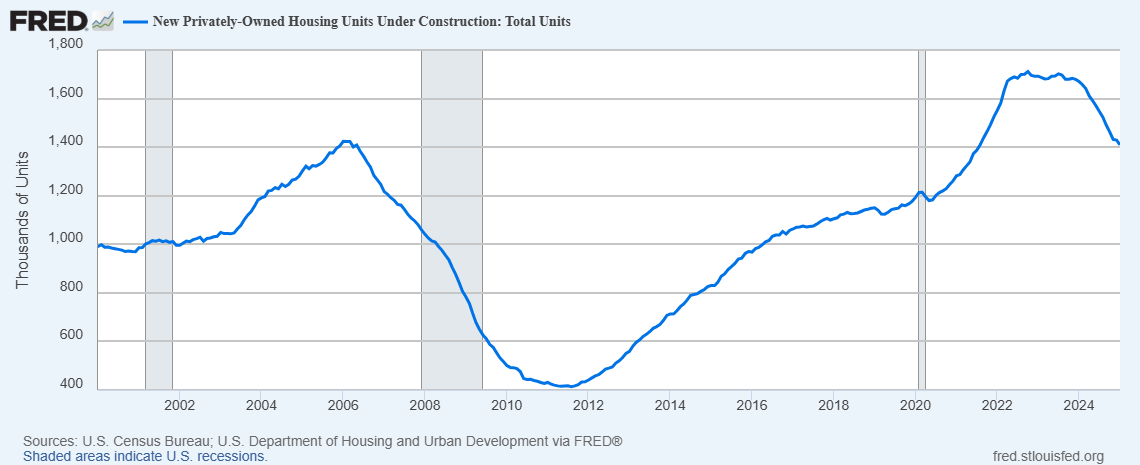 FRED New Privately-Owned Housing Units Under Construction: Total Units
Thousands of Units
1,800
1,600
1,400
1,200
1,000
800
600
400
2002 2004 2006 2008 2010 2012 2014 2016 2018 2020 2022 2024
Sources: U.S. Census Bureau; U.S. Department of Housing and Urban Development via FRED®
Shaded areas indicate U.S. recessions.
fred.stlouisfed.org